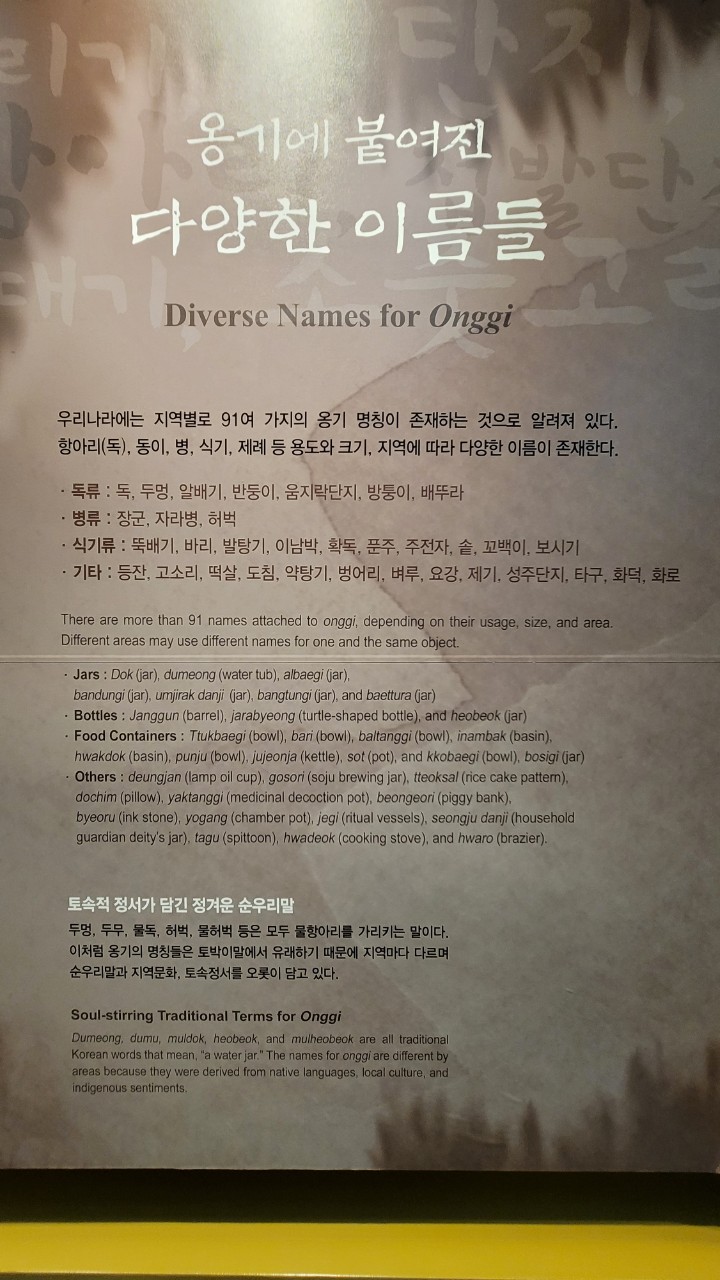 옹기에 붙여진
다양한 이름들
Diverse Names for Onggi
우리나라에는 지역별로 91여 가지의 옹기 명칭이 존재하는 것으로 알려져 있다.
항아리(독), 동이, 병, 식기, 제례 등 용도와 크기, 지역에 따라 다양한 이름이 존재한다.
· 독류 : 독, 두멍, 알배기, 반둥이, 움지락단지, 방퉁이, 배뚜라
· 병류 : 장군, 자라병, 허벅
· 식기류 : 뚝배기, 바리, 발탕기, 이남박, 확독, 푼주, 주전자, 솥, 꼬백이, 보시기
· 기타 : 등잔, 고소리, 떡살, 도침, 약탕기, 벙어리, 벼루, 요강, 제기, 성주단지, 타구, 화덕, 화로
There are more than 91 names attached to onggi, depending on their usage, size, and area.
Different areas may use different names for one and the same object.
· Jars : Dok (jar), dumeong (water tub), albaegi (jar),
bandungi (jar), umjirak danji (jar), bangtungi (jar), and baettura (jar)
· Bottles : Janggun (barrel), jarabyeong (turtle-shaped bottle), and heobeok (jar)
· Food Containers : Ttukbaegi (bowl), bari (bowl), baltanggi (bowl), inambak (basin),
hwakdok (basin), punju (bowl), jujeonja (kettle), sot (pot), and kkobaegi (bowl), bosigi (jar)
· Others : deungjan (lamp oil cup), gosori (soju brewing jar), tteoksal (rice cake pattern),
dochim (pillow), yaktanggi (medicinal decoction pot), beongeori (piggy bank),
byeoru (ink stone), yogang (chamber pot), jegi (ritual vessels), seongju danji (household
guardian deity's jar), tagu (spittoon), hwadeok (cooking stove), and hwaro (brazier).
토속적 정서가 담긴 정겨운 순우리말
두멍, 두무, 물독, 허벅, 물허벅 등은 모두 물항아리를 가리키는 말이다.
이처럼 옹기의 명칭들은 토박이말에서 유래하기 때문에 지역마다 다르며
순우리말과 지역문화, 토속정서를 오롯이 담고 있다.
Soul-stirring Traditional Terms for Onggi
Dumeong, dumu, muldok, heobeok, and mulheobeok are all traditional
Korean words that mean, "a water jar." The names for onggi are different by
areas because they were derived from native languages, local culture, and
indigenous sentiments.